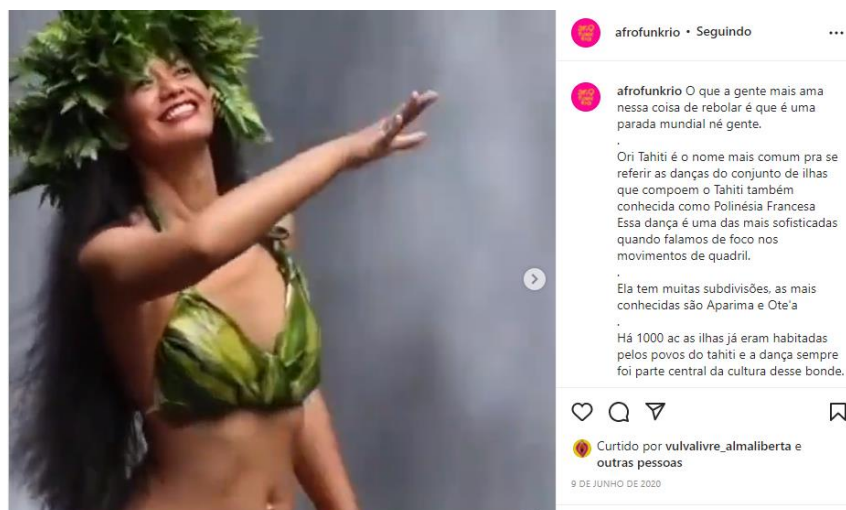 afrofunkrio • Seguindo
afrofunkrio O que a gente mais ama
nessa coisa de rebolar é que é uma
parada mundial né gente.
.
Ori Tahiti é o nome mais comum pra se
referir as danças do conjunto de ilhas
que compoem o Tahiti também
conhecida como Polinésia Francesa
Essa dança é uma das mais sofisticadas
quando falamos de foco nos
movimentos de quadril.
.
Ela tem muitas subdivisões, as mais
conhecidas são Aparima e Ote'a
.
Há 1000 ac as ilhas já eram habitadas
pelos povos do tahiti e a dança sempre
foi parte central da cultura desse bonde.
Curtido por vulvalivre_almaliberta e
outras pessoas
9 DE JUNHO DE 2020